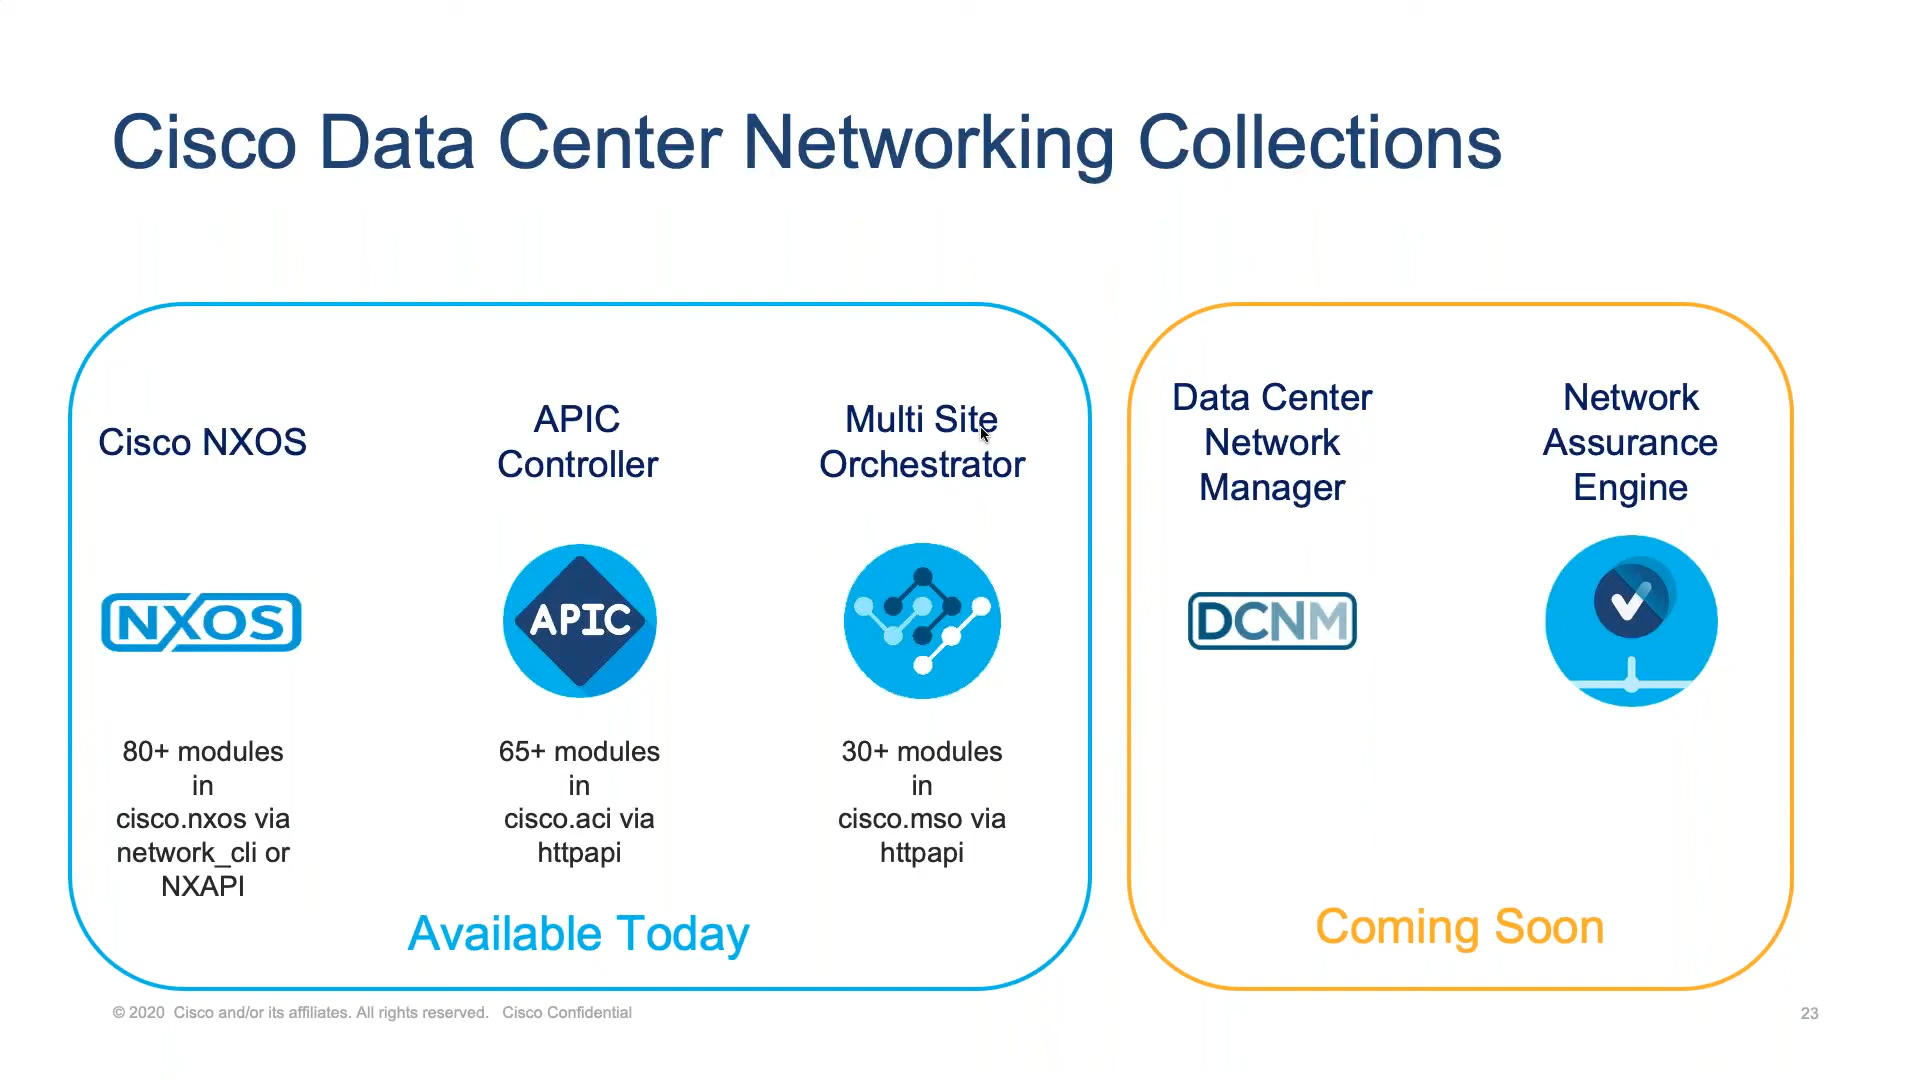 Cisco Data Center Networking Collections
Cisco NXOS
NXOS
80+ modules
in
cisco.nxos via
network_cli or
NXAPI
APIC
Controller
APIC
65+ modules
in
cisco.aci via
httpapi
Multi Site
Orchestrator
30+ modules
in
cisco.mso via
httpapi
Available Today
Data Center
Network
Manager
DCNM
Network
Assurance
Engine
Coming Soon
© 2020 Cisco and/or its affiliates. All rights reserved. Cisco Confidential
23